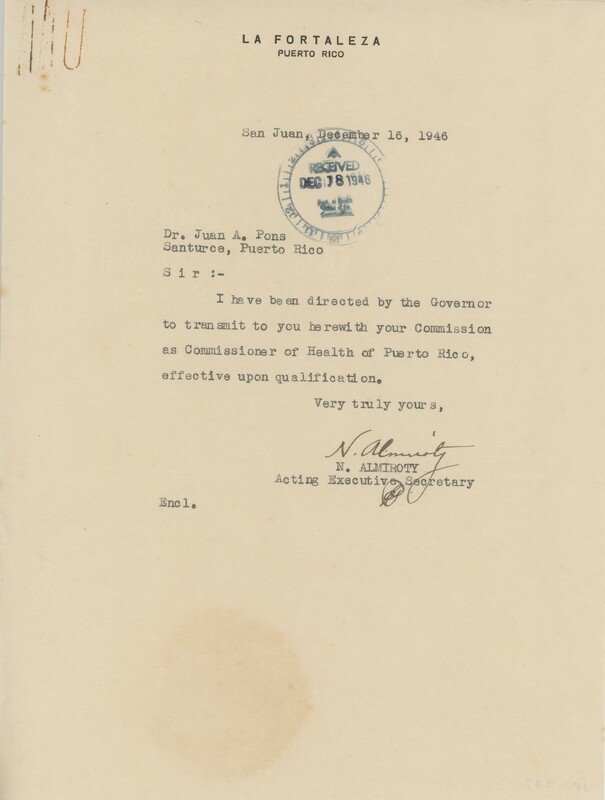 LA FORTALEZA
PUERTO RICO
San Juan, December 16, 1946
RECEIVED
DEC 18 1946
Dr. Juan A. Pons
Santurce, Puerto Rico
S i r :-
I have been directed by the Governor
to transmit to you herewith your Commission
as Commissioner of Health of Puerto Rico,
effective upon qualification.
Very truly yours,
N. Almiroty
N. ALMIROTY
Acting Executive Secretary
Encl.